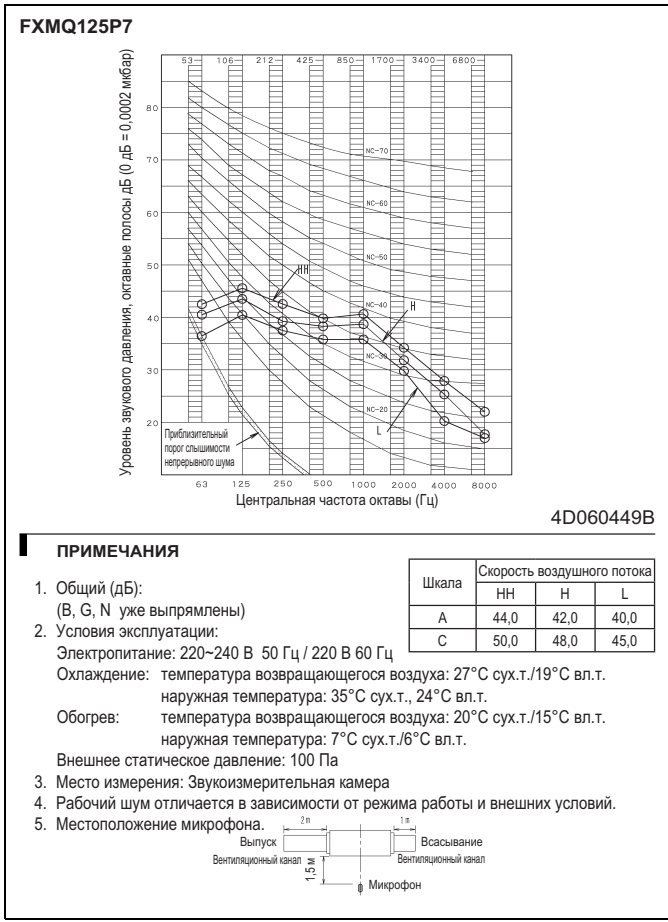 FXMQ125P7
Уровень звукового давления, октавные полосы дБ (0 дБ = 0,0002 мкбар)
53 106 212 425 850 1700 3400 6800
80
70
60
50
40
30
20
NC-70
NC-60
NC-50
NC-40
NC-30
NC-20
HH
H
L
Приблизительный
порог слышимости
непрерывного шума
63 125 250 500 1000 2000 4000 8000
Центральная частота октавы (Гц)
4D060449B
ПРИМЕЧАНИЯ
1. Общий (дБ):
(B, G, N уже выпрямлены)
Шкала Скорость воздушного потока
HH H L
A 44,0 42,0 40,0
C 50,0 48,0 45,0
2. Условия эксплуатации:
Электропитание: 220~240 В 50 Гц / 220 В 60 Гц
Охлаждение: температура возвращающегося воздуха: 27°C сух.т./19°C вл.т.
наружная температура: 35°C сух.т., 24°C вл.т.
Обогрев: температура возвращающегося воздуха: 20°C сух.т./15°C вл.т.
наружная температура: 7°C сух.т./6°C вл.т.
Внешнее статическое давление: 100 Па
3. Место измерения: Звукоизмерительная камера
4. Рабочий шум отличается в зависимости от режима работы и внешних условий.
5. Местоположение микрофона.
2 m 1 m
Выпуск Всасывание
Вентиляционный канал Вентиляционный канал
1,5 м
Микрофон